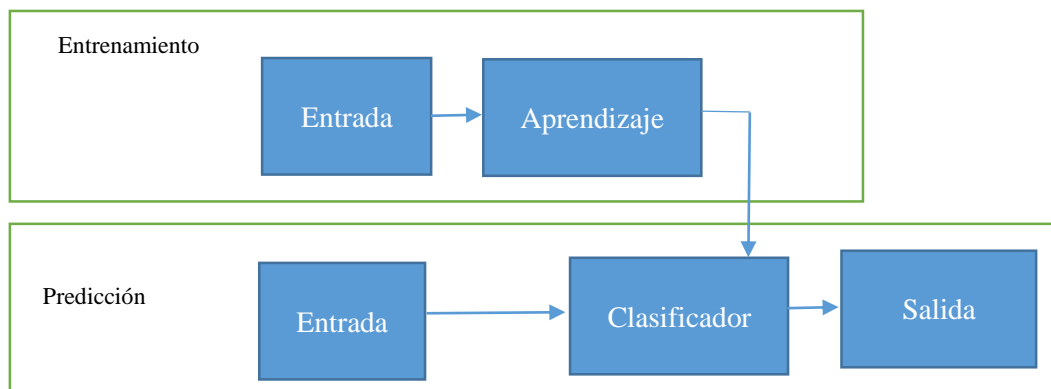 Entrenamiento
Entrada
Aprendizaje
Predicción
Entrada
Clasificador
Salida